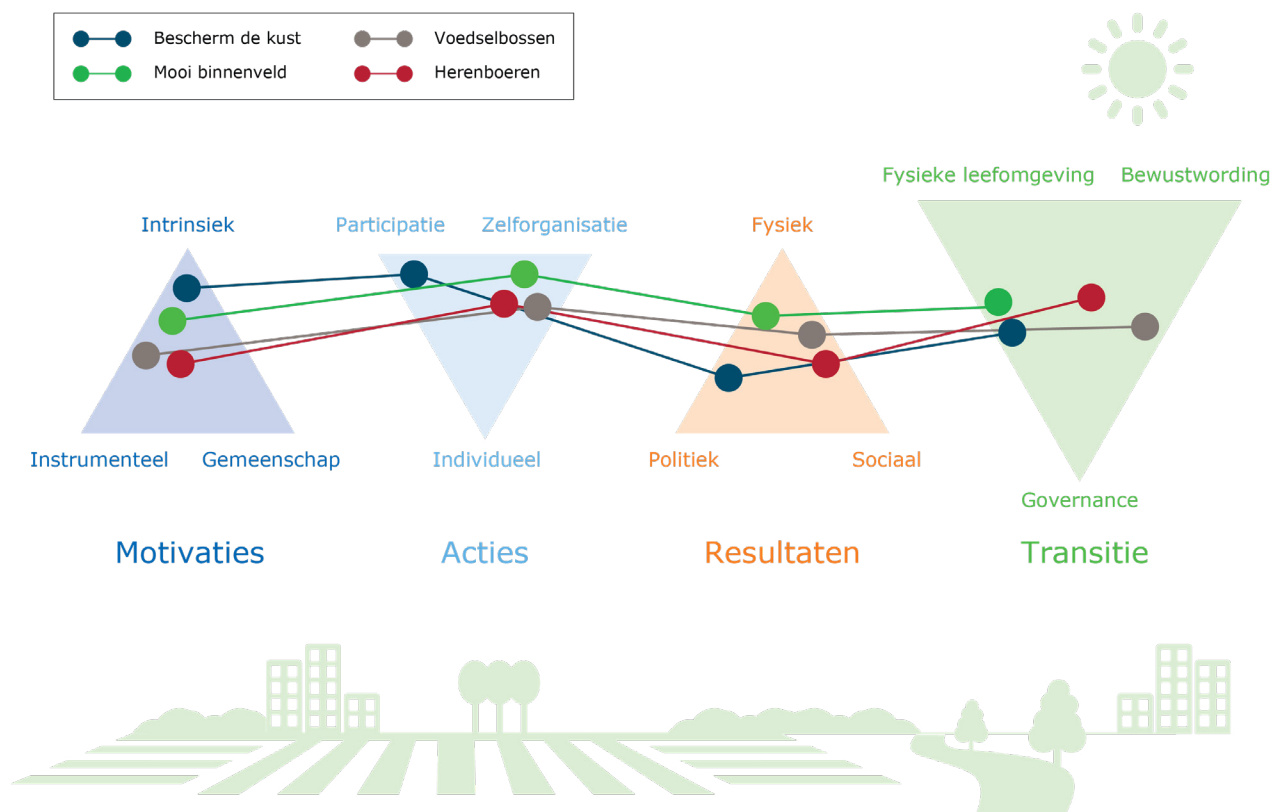 Bescherm de kust
Voedselbossen
Mooi binnenveld
Herenboeren
Fysieke leefomgeving
Bewustwording
Intrinsiek
Participatie
Zelforganisatie
Fysiek
Instrumenteel
Gemeenschap
Individueel
Politiek
Sociaal
Governance
Motivaties
Acties
Resultaten
Transitie